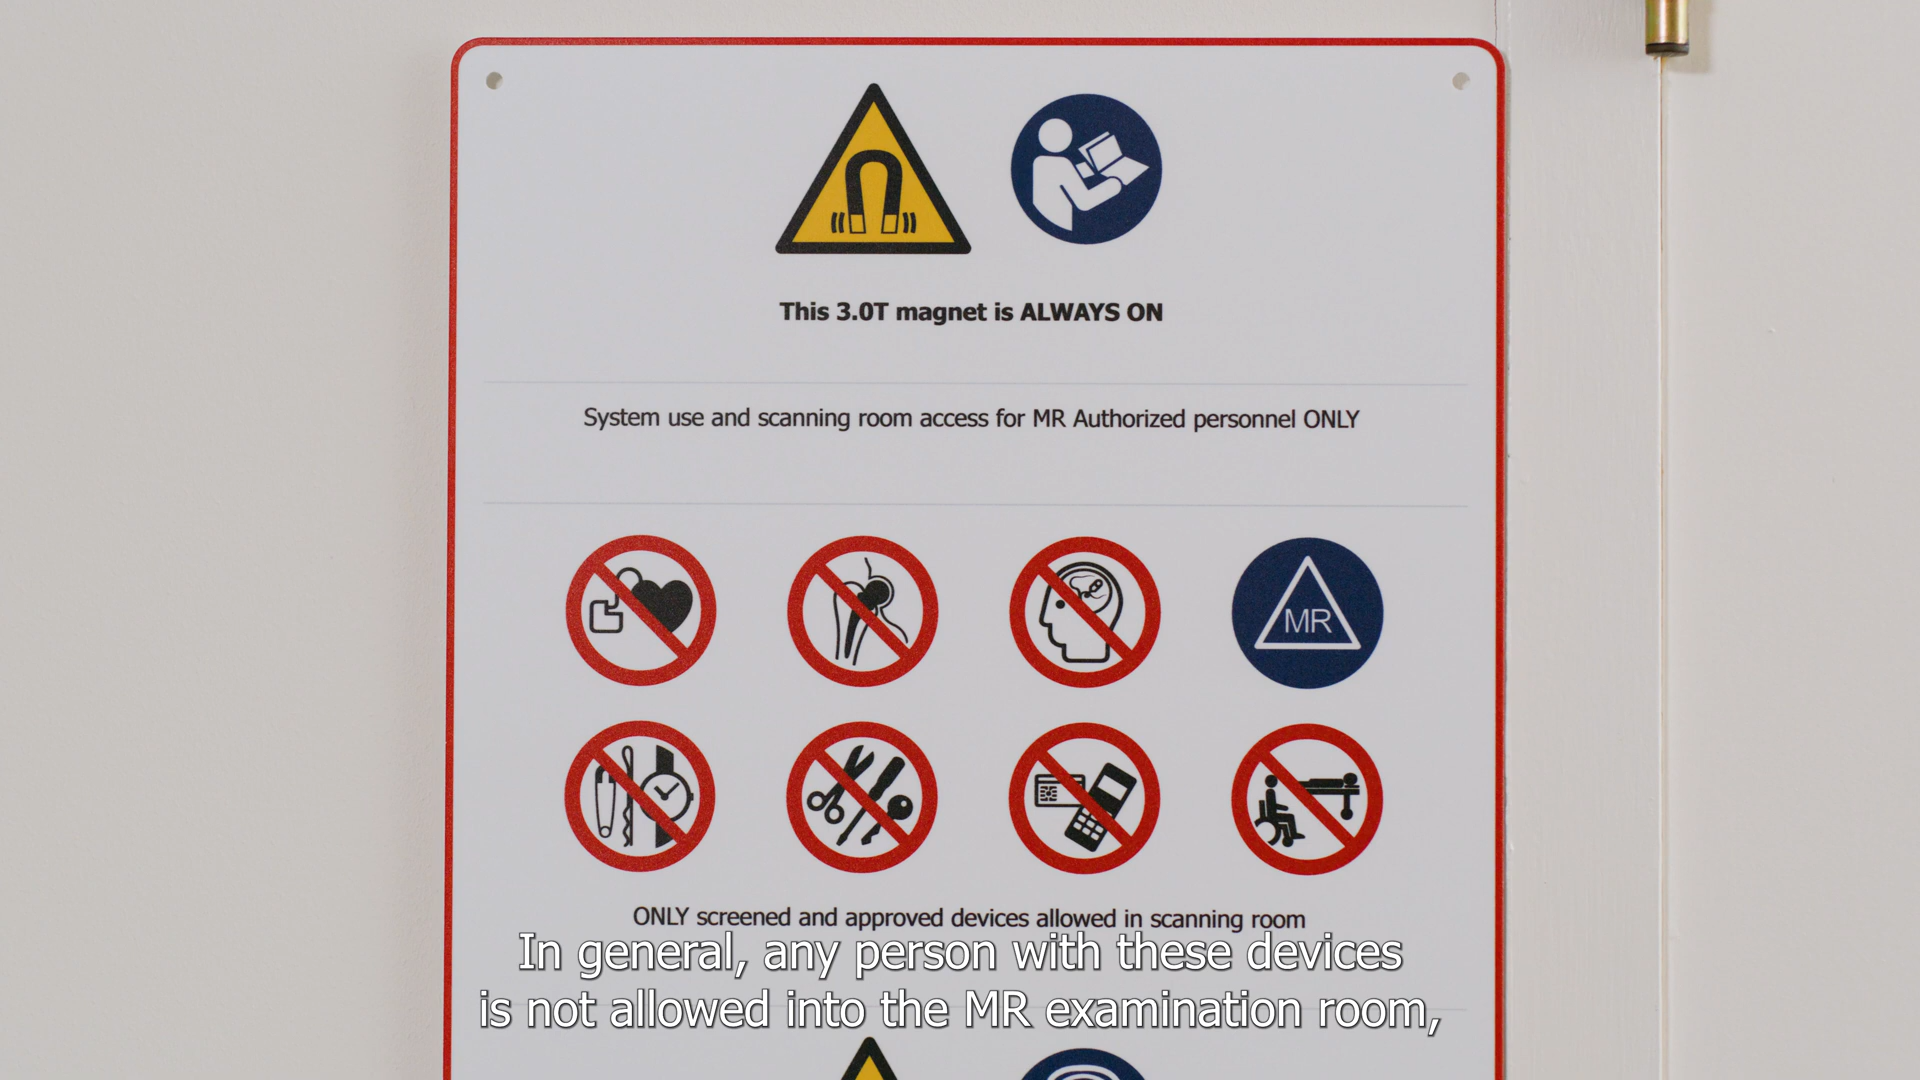 This 3.0T magnet is ALWAYS ON
System use and scanning room access for MR Authorized personnel ONLY
MR
ONLY screened and approved devices allowed in scanning room
In general, any person with these devices
is not allowed into the MR examination room,